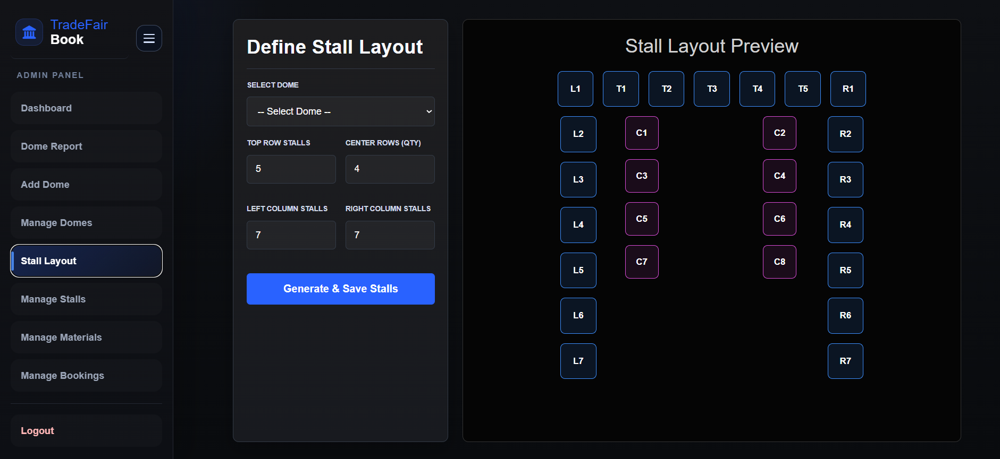 TradeFair
Book
ADMIN PANEL
Dashboard
Dome Report
Add Dome
Manage Domes
Stall Layout
Manage Stalls
Manage Materials
Manage Bookings
Logout
Define Stall Layout
SELECT DOME
-- Select Dome --
TOP ROW STALLS CENTER ROWS (QTY)
5 4
LEFT COLUMN STALLS RIGHT COLUMN STALLS
7 7
Generate & Save Stalls
Stall Layout Preview
L1 T1 T2 T3 T4 T5 R1
L2 C1 C2 R2
L3 C3 C4 R3
L4 C5 C6 R4
L5 C7 C8 R5
L6 R6
L7 R7